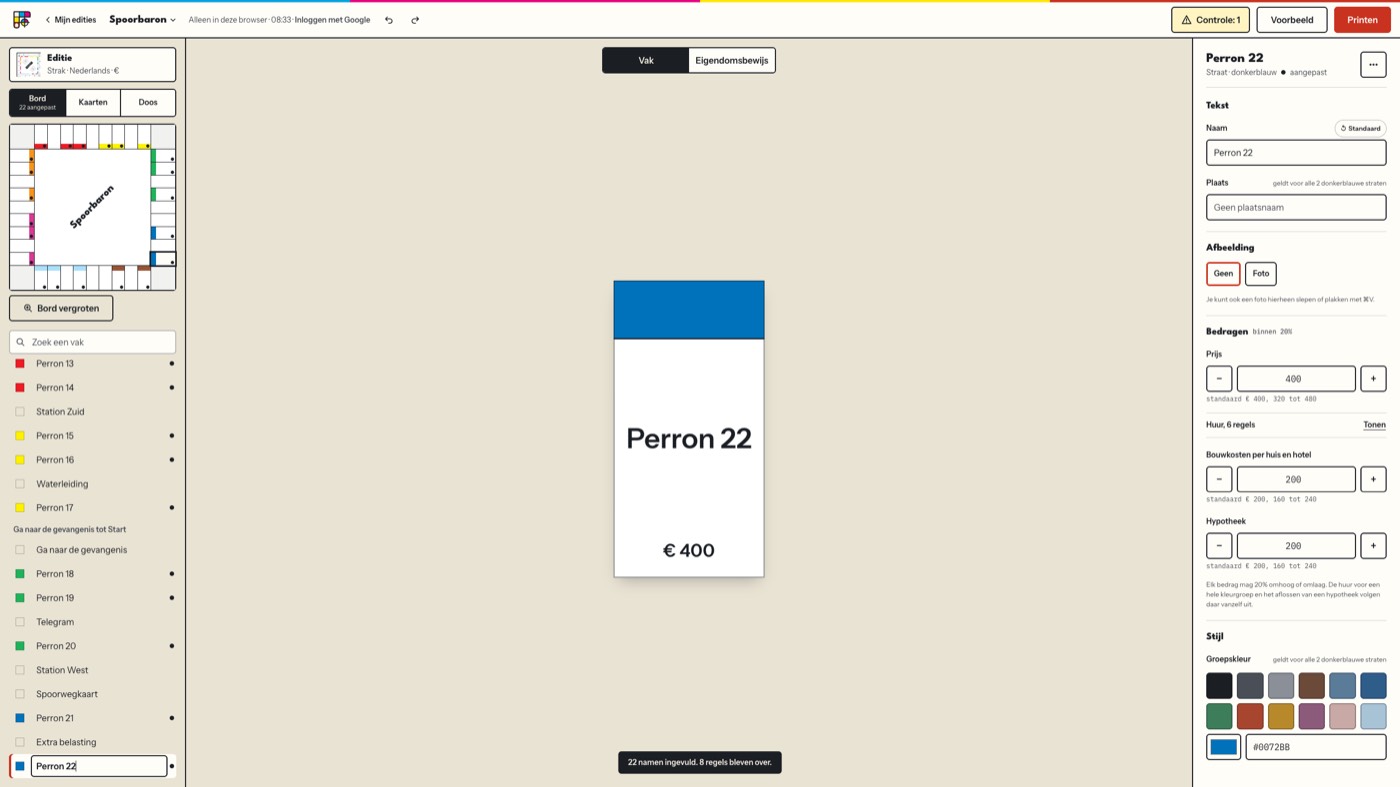 Mijn edities
Spoorbaron
Alleen in deze browser · 08:33 · Inloggen met Google
Controle: 1
Voorbeeld
Printen
Editie
Strak · Nederlands · €
Bord
22 aangepast
Kaarten
Doos
Spoorbaron
Bord vergroten
Zoek een vak
Perron 13
Perron 14
Station Zuid
Perron 15
Perron 16
Waterleiding
Perron 17
Ga naar de gevangenis tot Start
Ga naar de gevangenis
Perron 18
Perron 19
Telegram
Perron 20
Station West
Spoorwegkaart
Perron 21
Extra belasting
Perron 22
Vak
Eigendomsbewijs
Perron 22
€ 400
22 namen ingevuld. 8 regels bleven over.
Perron 22
Straat · donkerblauw ● aangepast
Tekst
Naam
Standaard
Perron 22
Plaats
geldt voor alle 2 donkerblauwe straten
Geen plaatsnaam
Afbeelding
Geen
Foto
Je kunt ook een foto hierheen slepen of plakken met ⌘V.
Bedragen binnen 20%
Prijs
− 400 +
standaard € 400, 320 tot 480
Huur, 6 regels
Tonen
Bouwkosten per huis en hotel
− 200 +
standaard € 200, 160 tot 240
Hypotheek
− 200 +
standaard € 200, 160 tot 240
Elk bedrag mag 20% omhoog of omlaag. De huur voor een
hele kleurgroep en het aflossen van een hypotheek volgen
daar vanzelf uit.
Stijl
Groepskleur
geldt voor alle 2 donkerblauwe straten
#0072BB